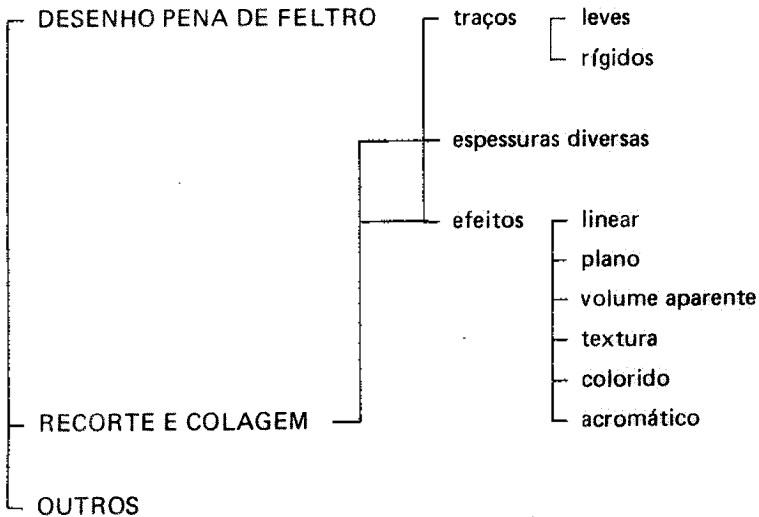 DESENHO PENA DE FELTRO traços leves
rígidos
espessuras diversas
efeitos linear
plano
volume aparente
textura
colorido
RECORTE E COLAGEM acromático
OUTROS